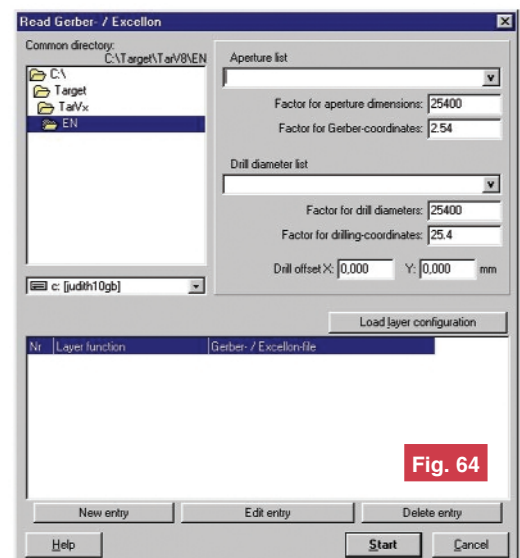 Read Gerber- / Excellon
Common directory:
C:\Target\TarV8\EN
C:\
Target
TarVx
EN
c: [judith10gb]
Aperture list
Factor for aperture dimensions: 25400
Factor for Gerber-coordinates: 2.54
Drill diameter list
Factor for drill diameters: 25400
Factor for drilling-coordinates: 25.4
Drill offset X: 0,000 Y: 0,000 mm
Load layer configuration
Nr Layer function Gerber- / Excellon-file
Fig. 64
New entry Edit entry Delete entry
Help Start Cancel